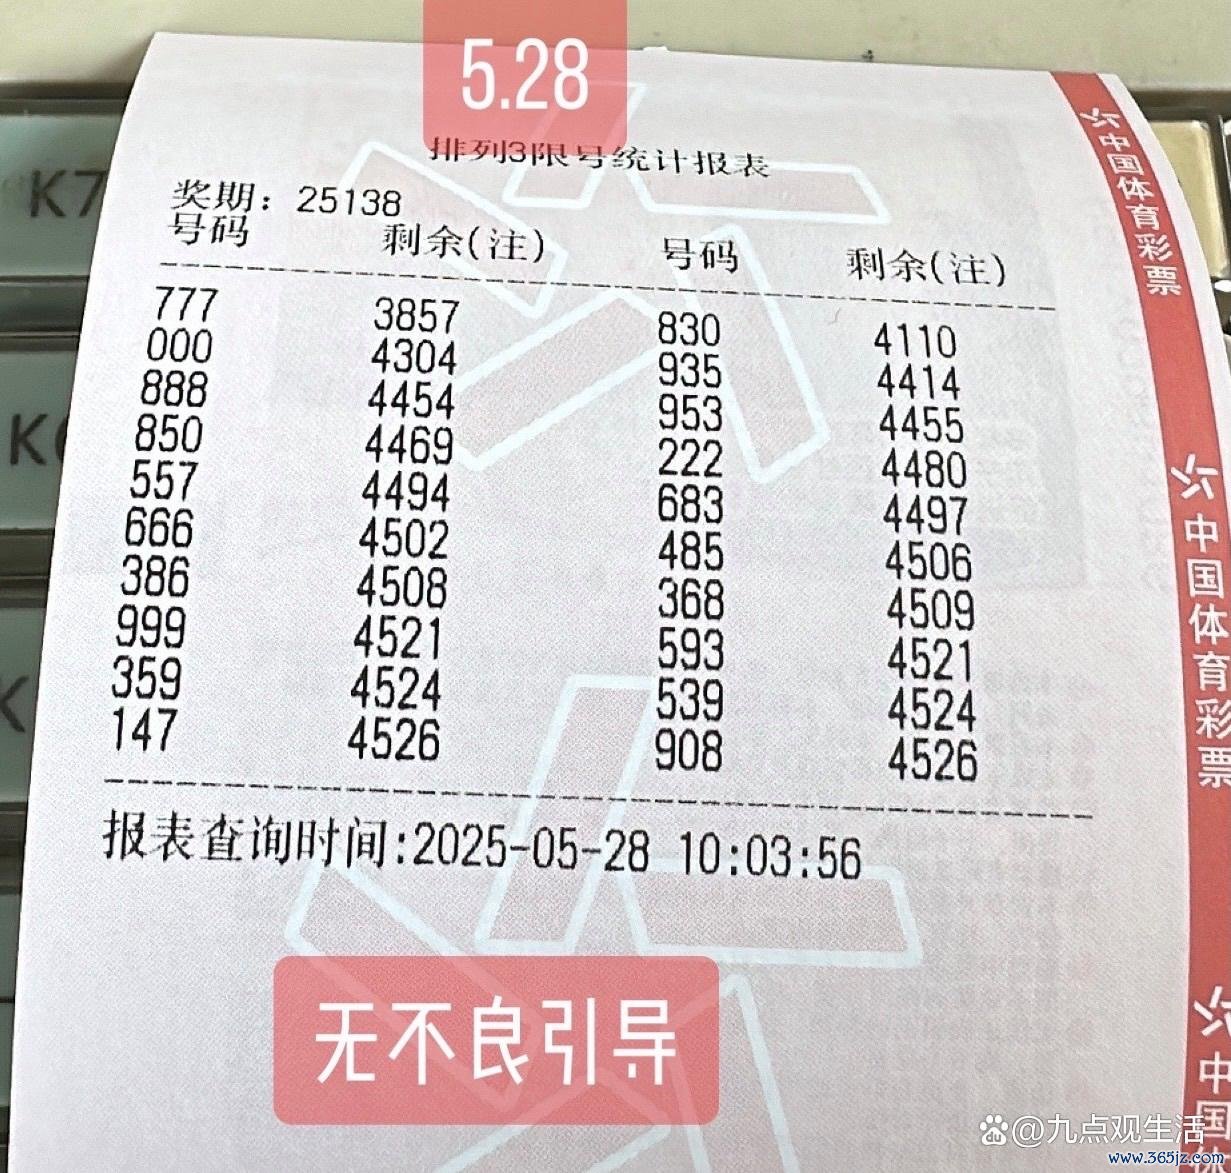 5.28
排列3限号统计报表
奖期：25138
号码 剩余(注) 号码 剩余(注)
777 3857 830 4110
000 4304 935 4414
888 4454 953 4455
850 4469 222 4480
557 4494 683 4497
666 4502 485 4506
386 4508 368 4509
999 4521 593 4521
359 4524 539 4524
147 4526 908 4526
报表查询时间:2025-05-28 10:03:56
无不良引导
中国体育彩票
中国体育彩票
中国体
K7
K
K
@九点观生活
www.365jz.com